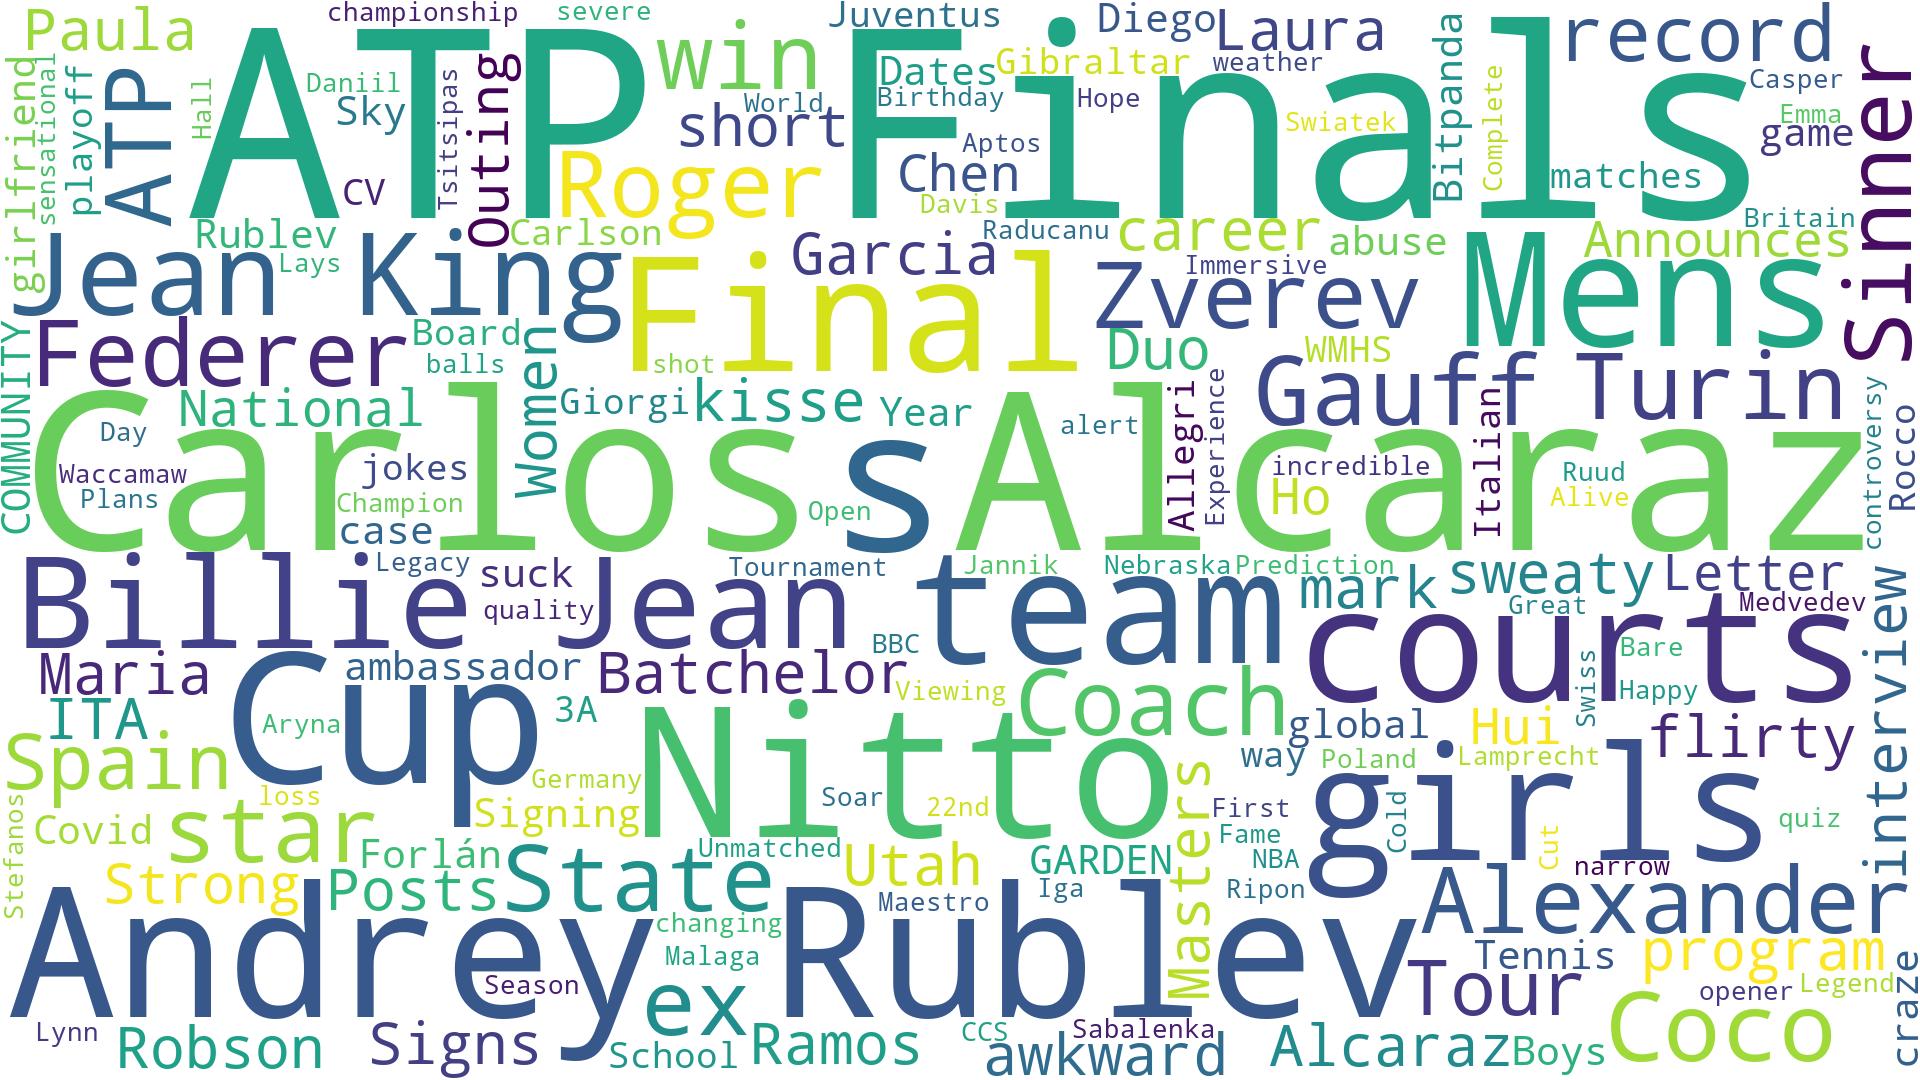 championship
severe
Juventus
Diego
Laura
record
Paula
ATP Finals
win
Dates
Gibraltar
weather
Casper
Sinner
girlfriend
sensational
playoff
ATP
Hall
Daniil
Sky
Tsitsipas
Outing
World
short
Birthday
Hope
Bitpanda
Complete
Swiatek
Emma
game
CV
Roger
Aptos
Chen
Davis
matches
Britain
Rublev
Lays
Carlson
Raducanu
career
abuse
Announces
Jean King
Final
Garcia
Immersive
Zverev
Mens
Federer
Board
balls
Women
shot
Duo
WMHS
Gauff
Turin
COMMUNITY
National
Giorgi
kisse
Year
Allegri
Experience
Italian
controversy
Rocco
Carlos s Alcaraz
Day
Waccamaw
Plans
jokes
Champion
case
Open
alert
incredible
Ho
Ruud
Alive
Billie Jean
Legacy
suck
quality
Tournament
Jannik
Nebraska
Prediction
team
mark
sweaty
Letter
Great
Medvedev
interview
Maria
ambassador
Batchelor
BBC
courts
Bare
Swiss
Happy
ITA
Cup
Aryna
3A
Viewing
Coach
global
Hui
flirty
Spain
Germany
Nitto
way
Poland
Lamprecht
Masters
girls
Stefanos
loss
Covid
star
Signing
Soar
22nd
First
Fame
Cold
Cut
quiz
Forlán
Unmatched
Strong
Posts
State
Utah
GARDEN
NBA
narrow
Andrey Rublev
Maestro
Iga
Ripon
Alexander
changing
Malaga
Tennis
program
Season
ex
Tour
opener
Legend
craze
Lynn
Robson
Signs
School
Ramos
CCS
Sabalenka
awkward
Alcaraz
Boys
Coco